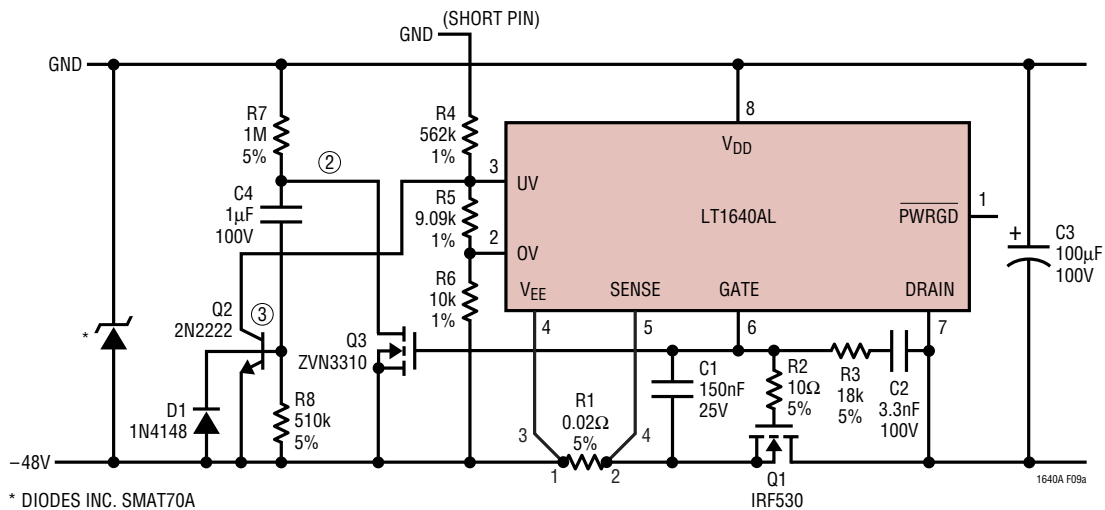 (SHORT PIN)
GND
GND
R7
1M
5%
②
R4
562k
1%
8
V_DD
3
UV
LT1640AL
PWRGD
1
C4
1µF
100V
R5
9.09k
1%
2
OV
+
C3
100µF
100V
R6
10k
1%
V_EE
SENSE
GATE
DRAIN
4
5
6
7
Q2
2N2222
③
*
Q3
ZVN3310
C1
150nF
25V
R2
10Ω
5%
R3
18k
5%
C2
3.3nF
100V
D1
1N4148
R8
510k
5%
R1
0.02Ω
5%
3
4
–48V
1
2
Q1
IRF530
1640A F09a
* DIODES INC. SMAT70A